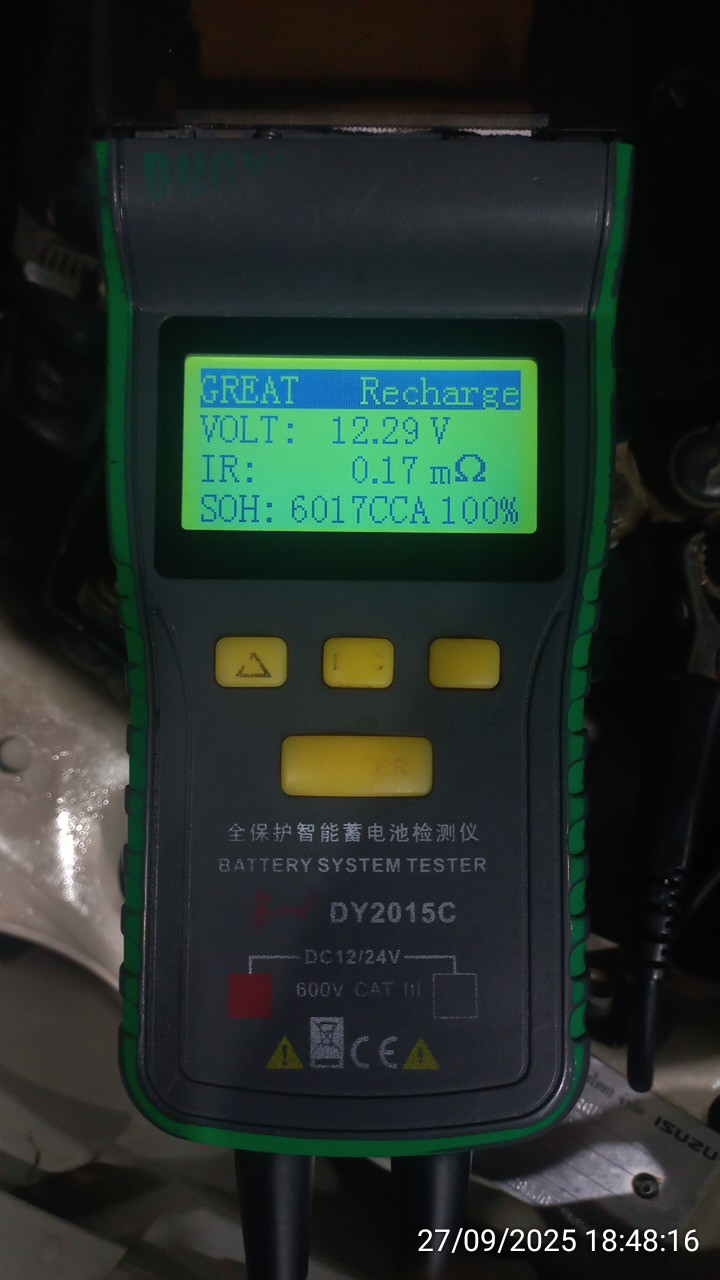 GREAT Recharge
VOLT: 12.29 V
IR: 0.17 mΩ
SOH: 6017CCA 100%
全保护智能蓄电池检测仪
BATTERY SYSTEM TESTER
DY2015C
DC12/24V
600V CAT III
CE
ISUZU
27/09/2025 18:48:16